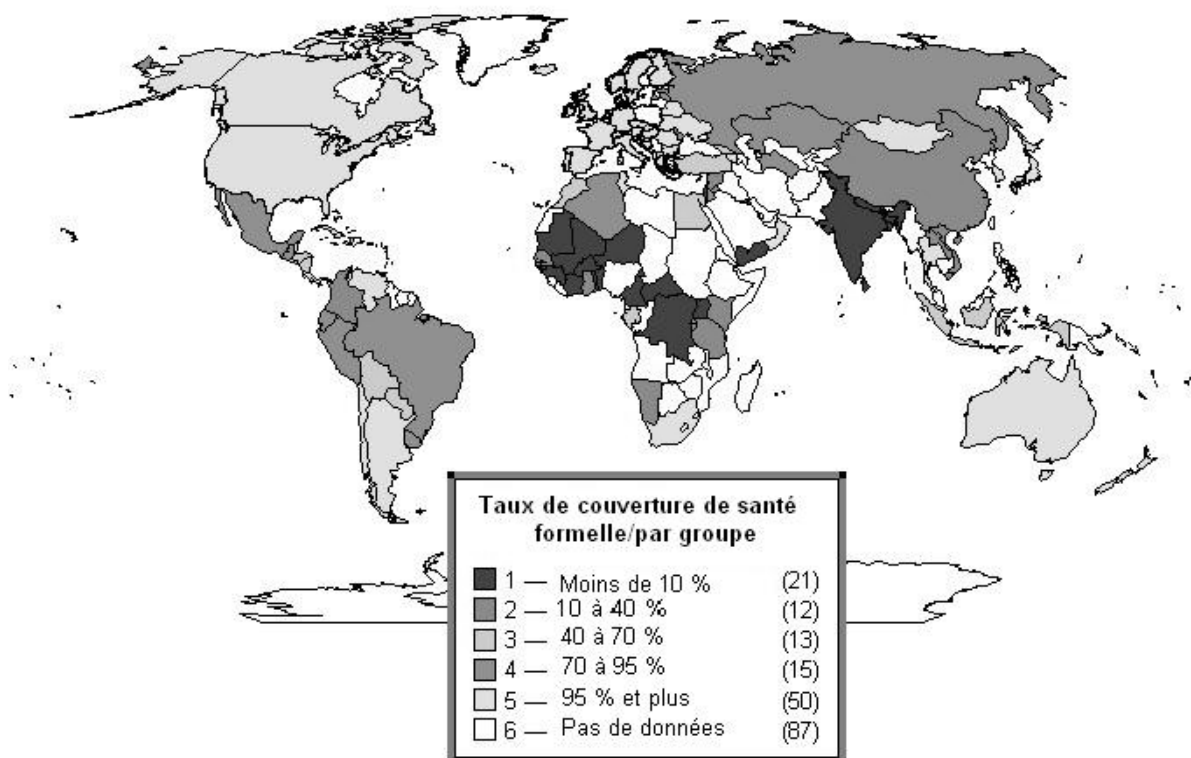 Taux de couverture de santé
formelle/par groupe
1 — Moins de 10 % (21)
2 — 10 à 40 % (12)
3 — 40 à 70 % (13)
4 — 70 à 95 % (15)
5 — 95 % et plus (50)
6 — Pas de données (87)